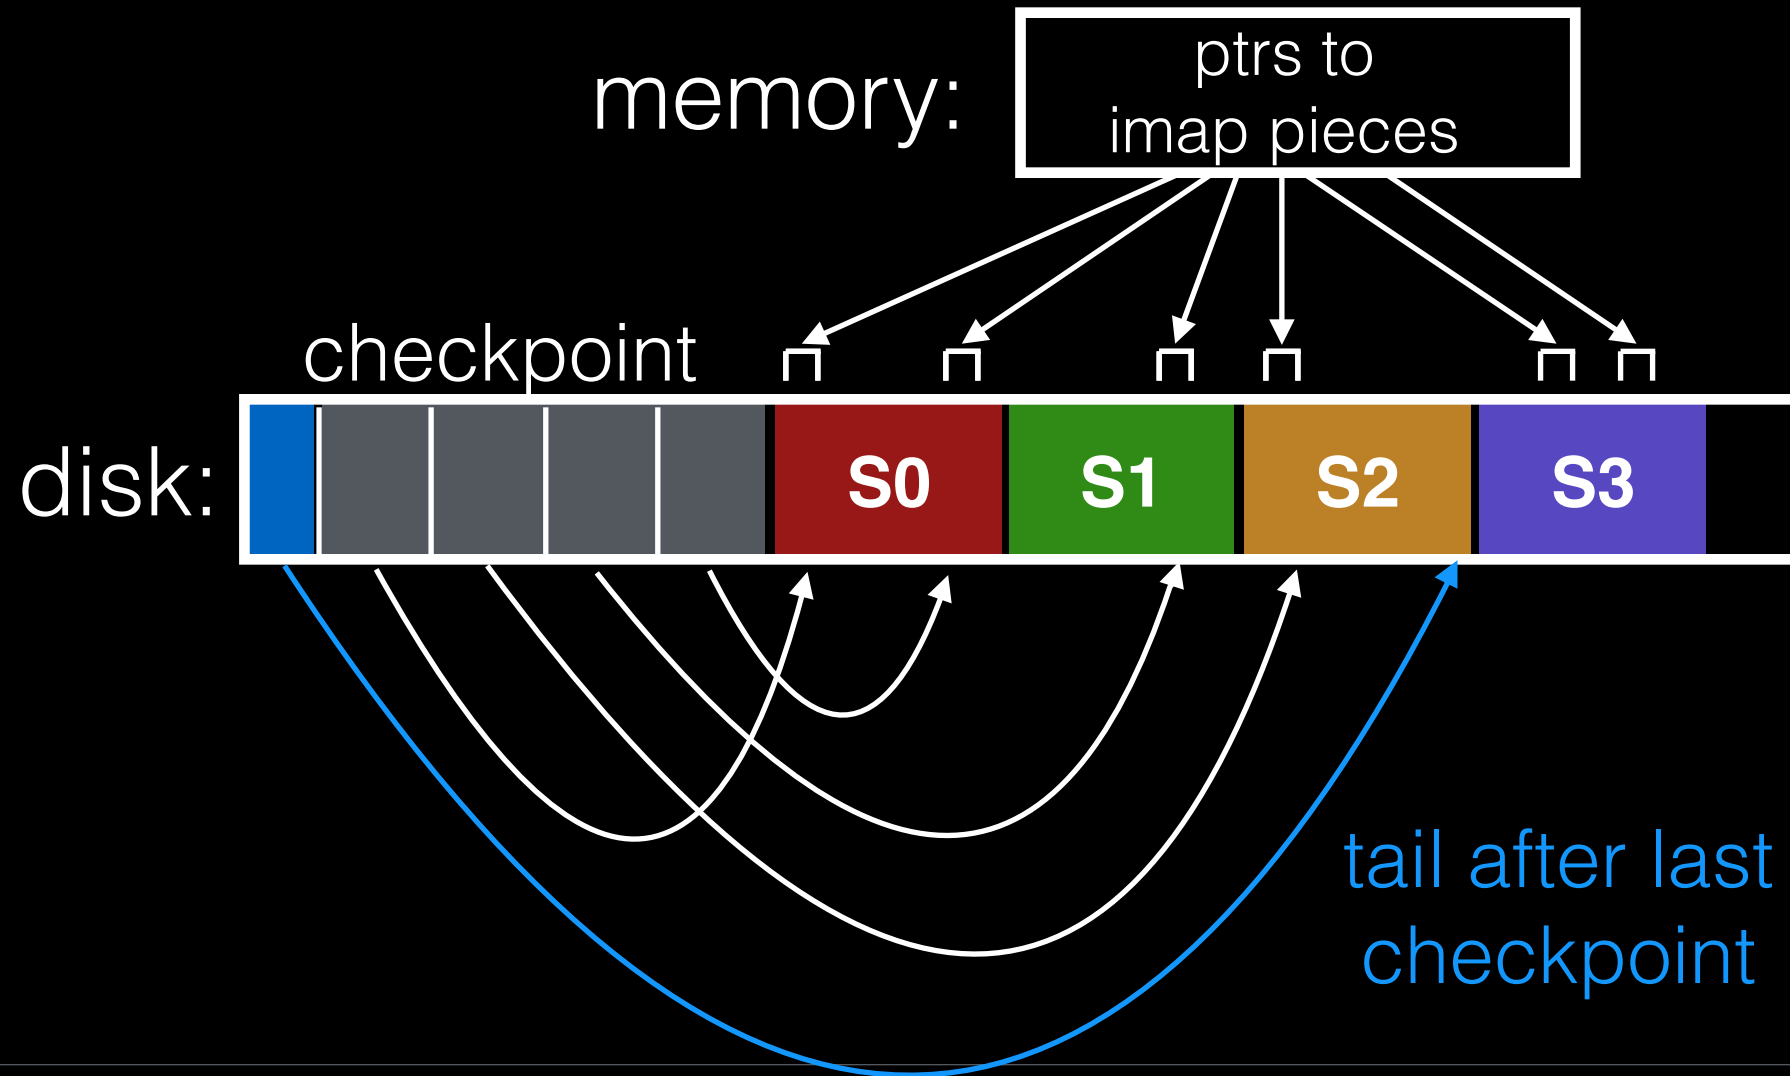 memory:
ptrs to
imap pieces
checkpoint
disk:
S0
S1
S2
S3
tail after last
checkpoint